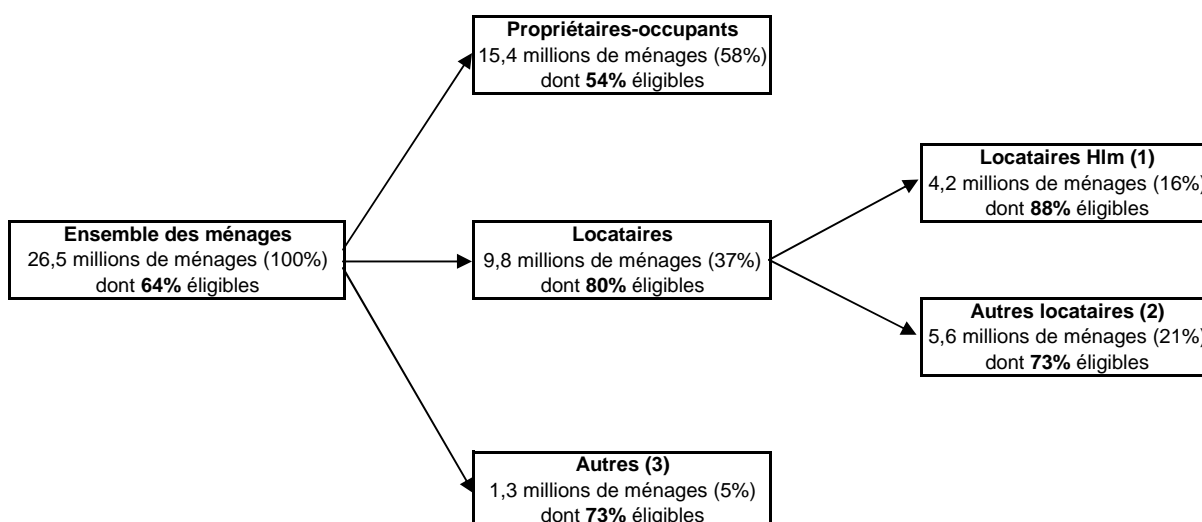 Propriétaires-occupants
15,4 millions de ménages (58%)
dont 54% éligibles
Ensemble des ménages
26,5 millions de ménages (100%)
dont 64% éligibles
Locataires
9,8 millions de ménages (37%)
dont 80% éligibles
Locataires Hlm (1)
4,2 millions de ménages (16%)
dont 88% éligibles
Autres locataires (2)
5,6 millions de ménages (21%)
dont 73% éligibles
Autres (3)
1,3 millions de ménages (5%)
dont 73% éligibles